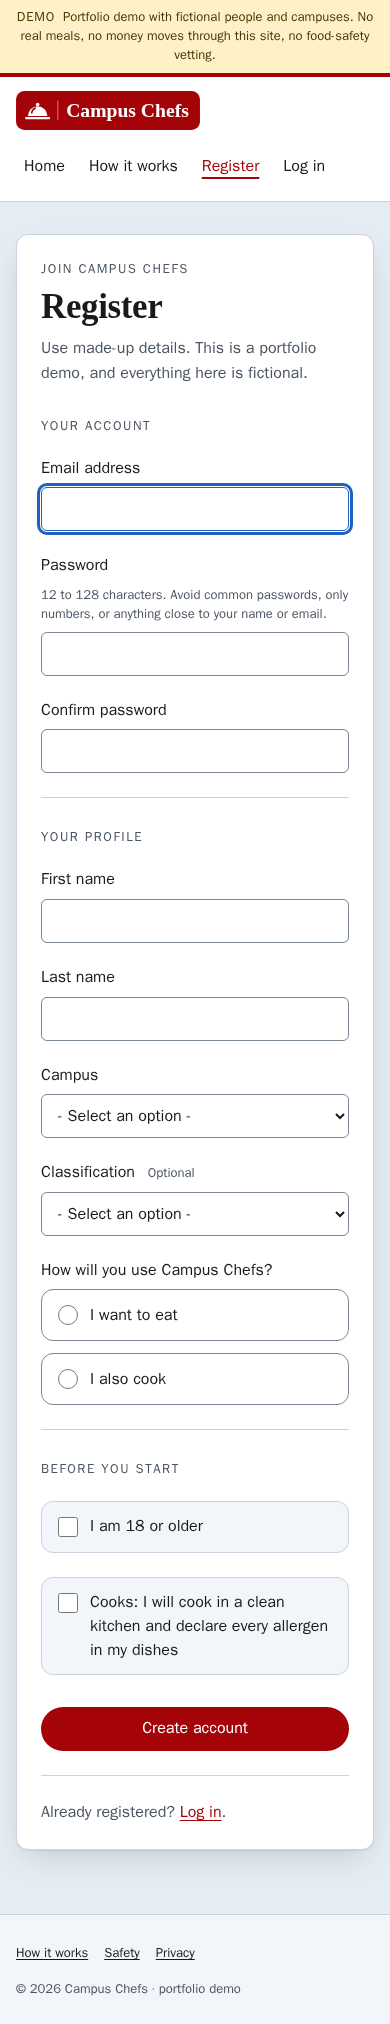 DEMO Portfolio demo with fictional people and campuses. No
real meals, no money moves through this site, no food-safety
vetting.
Campus Chefs
Home How it works Register Log in
JOIN CAMPUS CHEFS
Register
Use made-up details. This is a portfolio
demo, and everything here is fictional.
YOUR ACCOUNT
Email address
Password
12 to 128 characters. Avoid common passwords, only
numbers, or anything close to your name or email.
Confirm password
YOUR PROFILE
First name
Last name
Campus
- Select an option -
Classification Optional
- Select an option -
How will you use Campus Chefs?
I want to eat
I also cook
BEFORE YOU START
I am 18 or older
Cooks: I will cook in a clean
kitchen and declare every allergen
in my dishes
Create account
Already registered? Log in.
How it works Safety Privacy
© 2026 Campus Chefs · portfolio demo